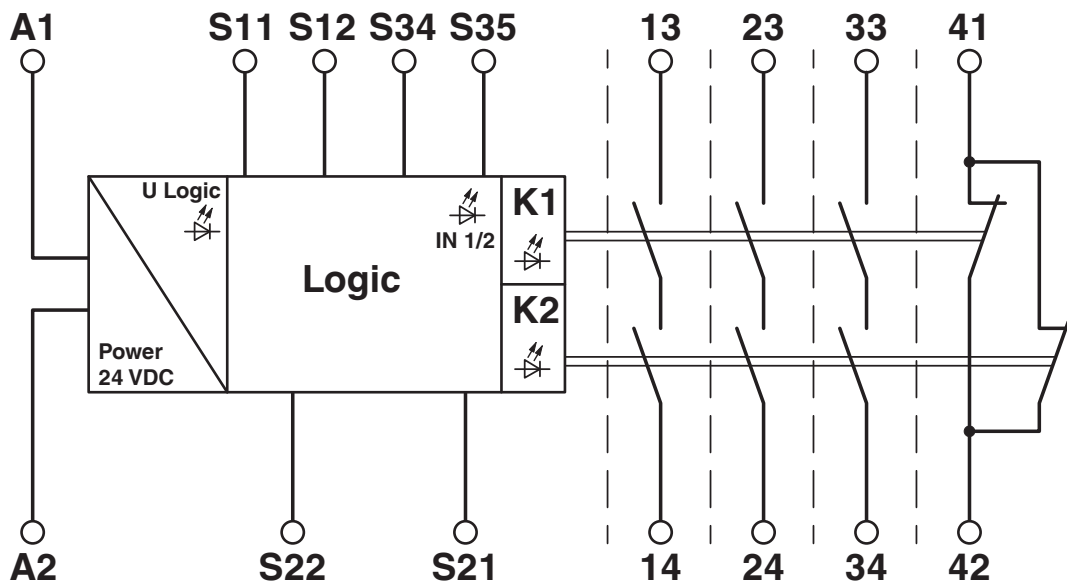 A1 S11 S12 S34 S35 13 23 33 41
U Logic
K1
IN 1/2
Logic
K2
Power
24 VDC
A2 S22 S21 14 24 34 42